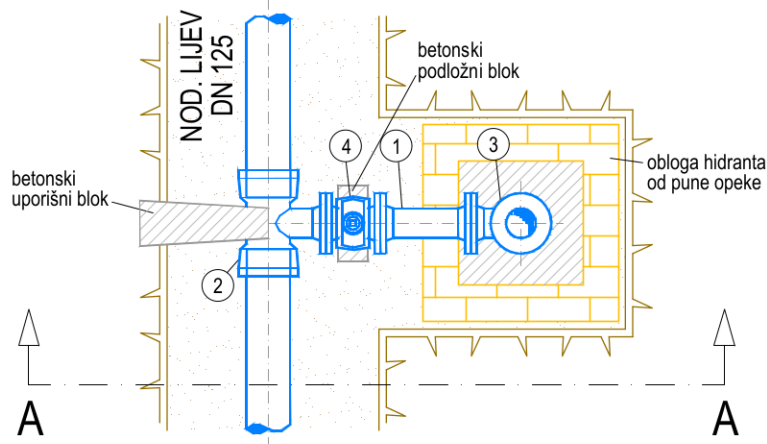 NOD. LIJEV
DN 125
betonski
podložni blok
4
1
3
obloga hidranta
od pune opeke
betonski
uporišni blok
2
A
A